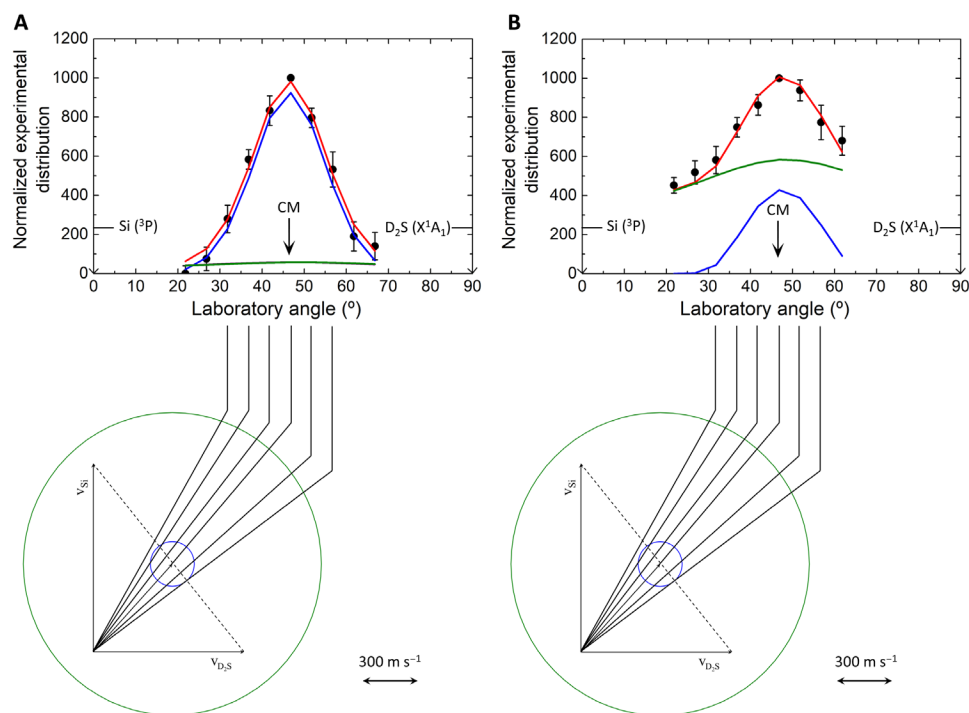 A
Normalized experimental
distribution
1200
1000
800
600
400
200
0
Si (³P)
CM
D₂S (X¹A₁)
0 10 20 30 40 50 60 70 80 90
Laboratory angle (º)
v_Si
v_D₂S
300 m s⁻¹
B
Normalized experimental
distribution
1200
1000
800
600
400
200
0
Si (³P)
CM
D₂S (X¹A₁)
0 10 20 30 40 50 60 70 80 90
Laboratory angle (º)
v_Si
v_D₂S
300 m s⁻¹